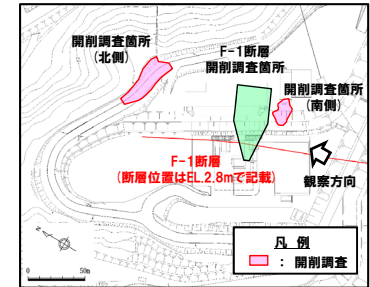 開削調査箇所
(北側)
F-1断層
開削調査箇所
開削調査箇所
(南側)
F-1断層
(断層位置はEL.2.8mで記載)
観察方向
N
凡 例
: 開削調査
0 50m